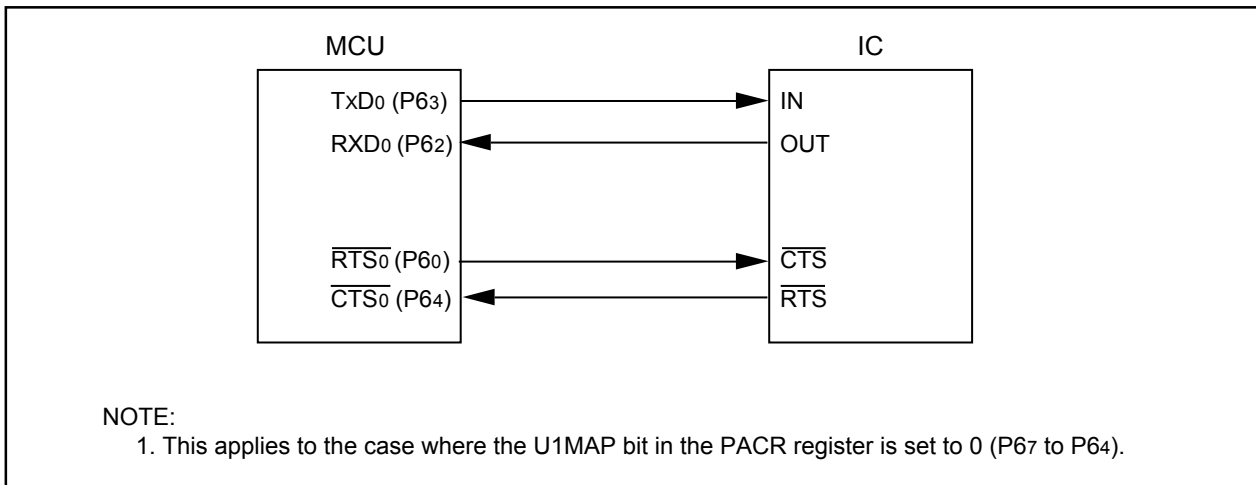 MCU IC
TxD0 (P63) IN
RXD0 (P62) OUT
RTS0 (P60) CTS
CTS0 (P64) RTS
NOTE:
1. This applies to the case where the U1MAP bit in the PACR register is set to 0 (P67 to P64).